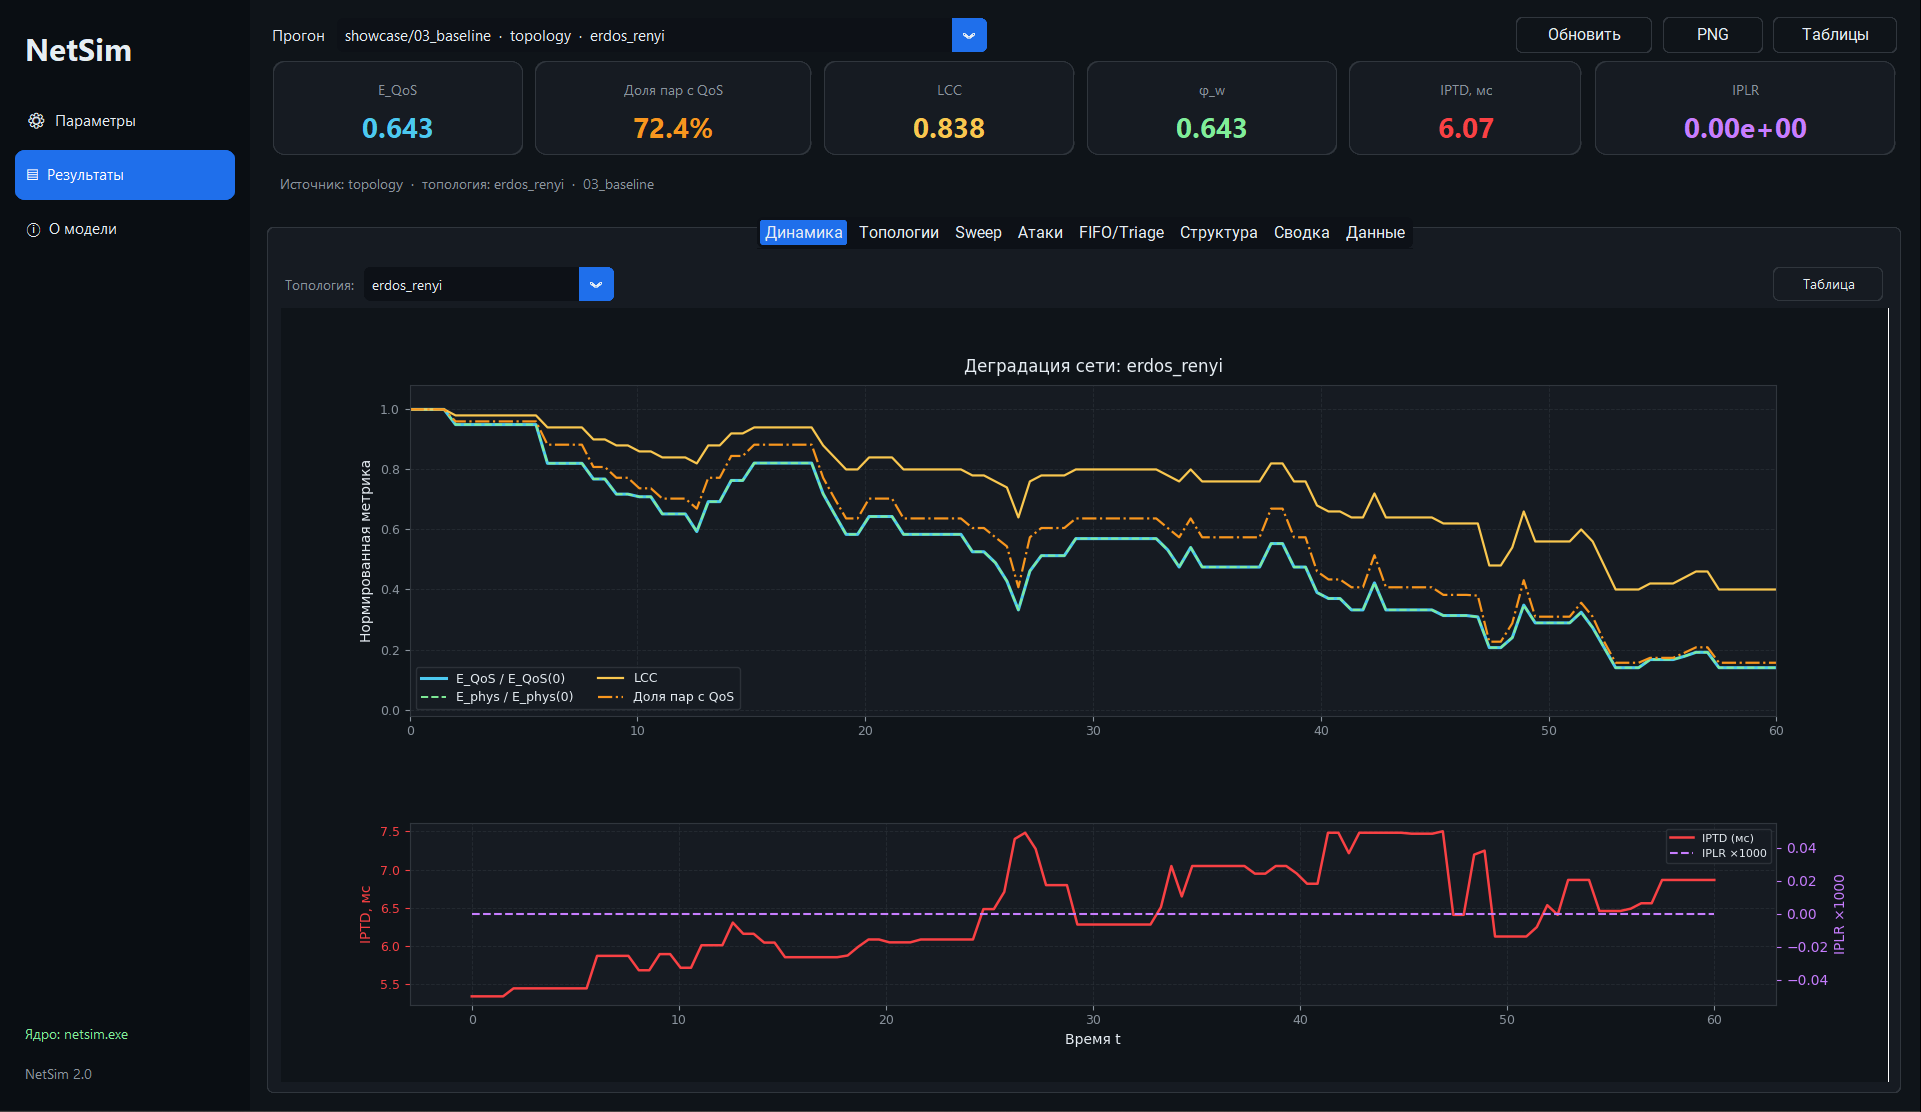 NetSim
Параметры
Результаты
О модели
Ядро: netsim.exe
NetSim 2.0
Прогон
showcase/03_baseline · topology · erdos_renyi
Обновить
PNG
Таблицы
E_QoS
0.643
Доля пар с QoS
72.4%
LCC
0.838
φ_w
0.643
IPTD, мс
6.07
IPLR
0.00e+00
Источник: topology · топология: erdos_renyi · 03_baseline
Динамика Топологии Sweep Атаки FIFO/Triage Структура Сводка Данные
Топология:
erdos_renyi
Таблица
Деградация сети: erdos_renyi
Нормированная метрика
1.0
0.8
0.6
0.4
0.2
0.0
E_QoS / E_QoS(0)
E_phys / E_phys(0)
LCC
Доля пар с QoS
0 10 20 30 40 50 60
IPTD, мс
7.5
7.0
6.5
6.0
5.5
IPTD (мс)
IPLR ×1000
0.04
0.02
0.00
−0.02
−0.04
IPLR ×1000
0 10 20 30 40 50 60
Время t